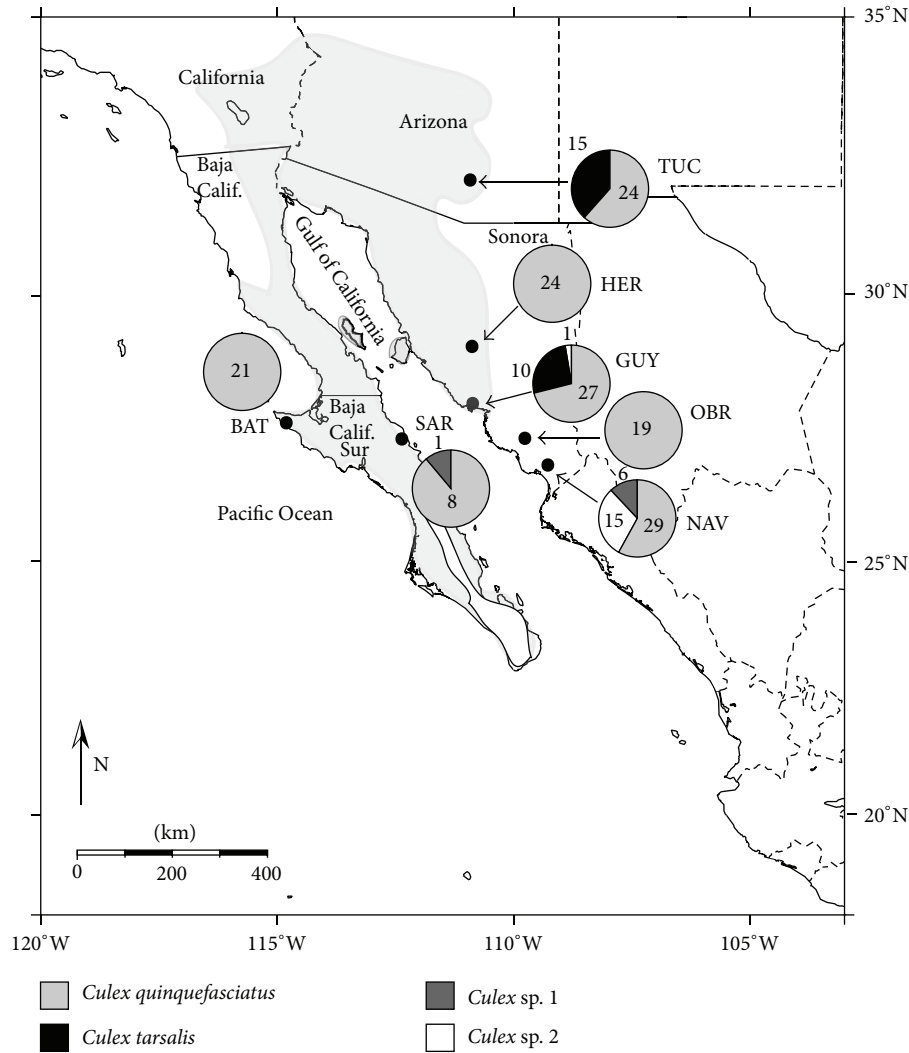 35°N
California
Arizona
15
TUC
24
Baja
Calif.
Sonora
Gulf of California
24
HER
30°N
1
GUY
10
27
21
OBR
19
BAT
Baja
Calif.
Sur
SAR
1
8
6
15
29
NAV
Pacific Ocean
25°N
N
(km)
0
200
400
20°N
120°W
115°W
110°W
105°W
Culex quinquefasciatus
Culex sp. 1
Culex tarsalis
Culex sp. 2